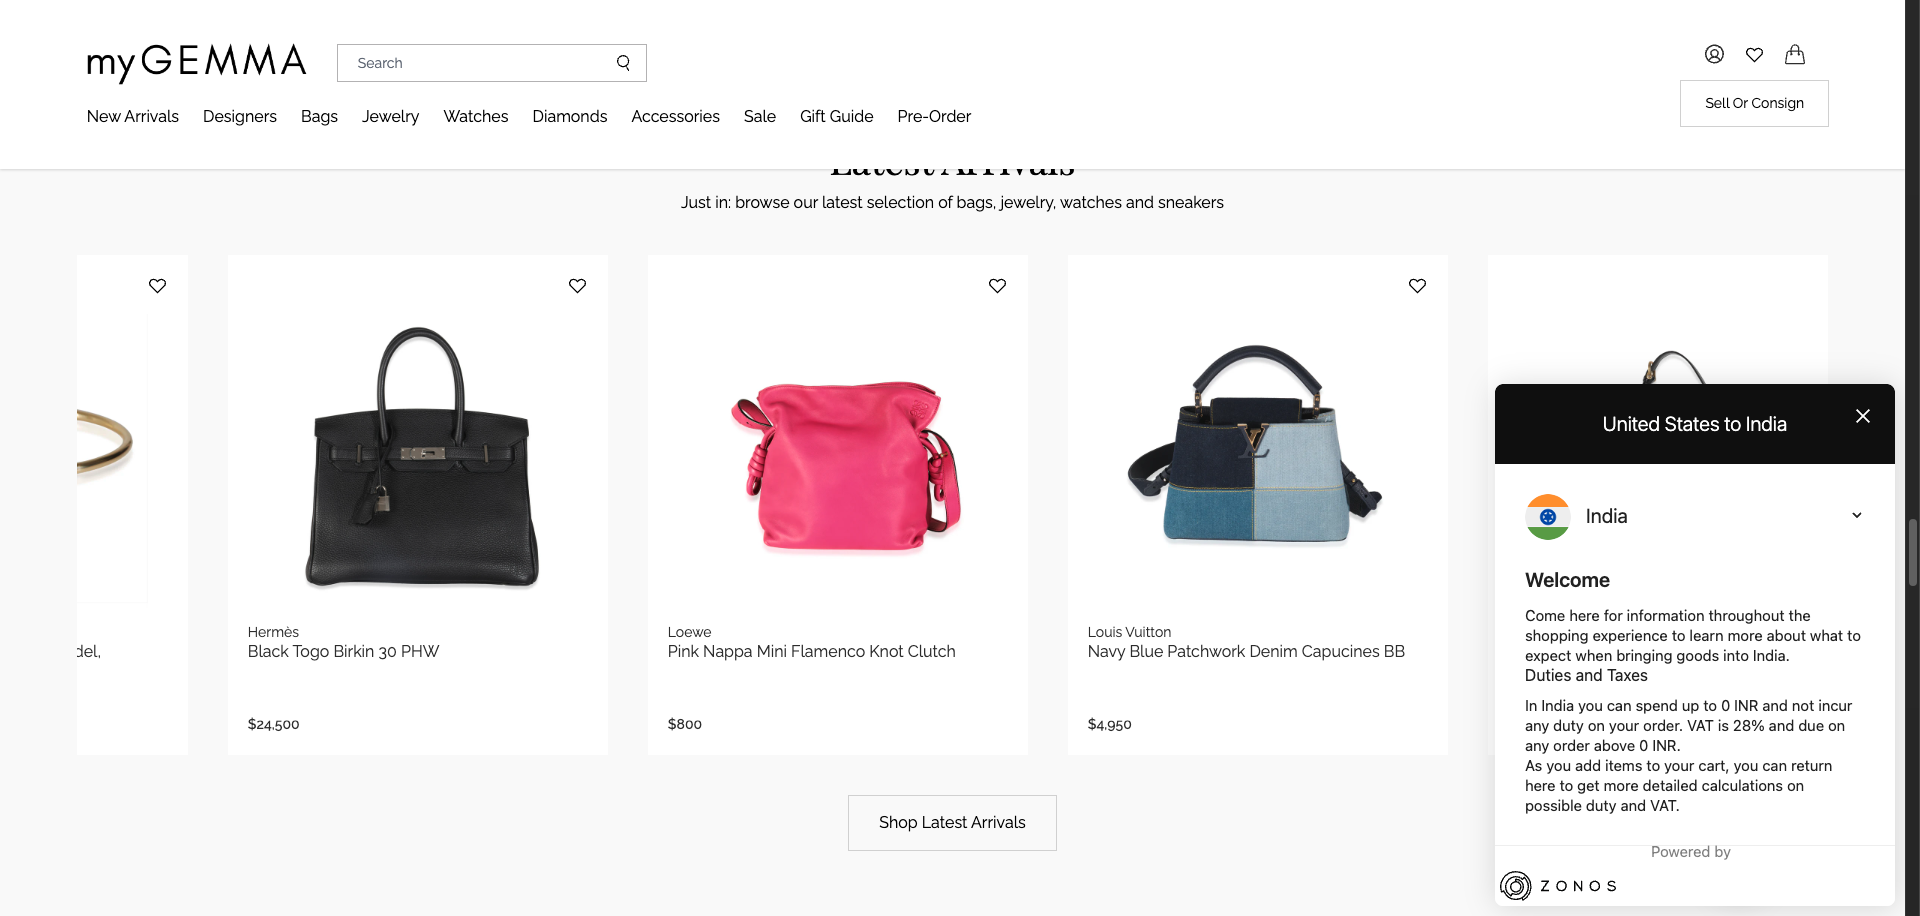 myGEMMA
Search
Sell Or Consign
New Arrivals Designers Bags Jewelry Watches Diamonds Accessories Sale Gift Guide Pre-Order
Latest Arrivals
Just in: browse our latest selection of bags, jewelry, watches and sneakers
del,
Hermès
Black Togo Birkin 30 PHW
$24,500
Loewe
Pink Nappa Mini Flamenco Knot Clutch
$800
Louis Vuitton
Navy Blue Patchwork Denim Capucines BB
$4,950
Shop Latest Arrivals
United States to India
India
Welcome
Come here for information throughout the
shopping experience to learn more about what to
expect when bringing goods into India.
Duties and Taxes
In India you can spend up to 0 INR and not incur
any duty on your order. VAT is 28% and due on
any order above 0 INR.
As you add items to your cart, you can return
here to get more detailed calculations on
possible duty and VAT.
Powered by
ZONOS